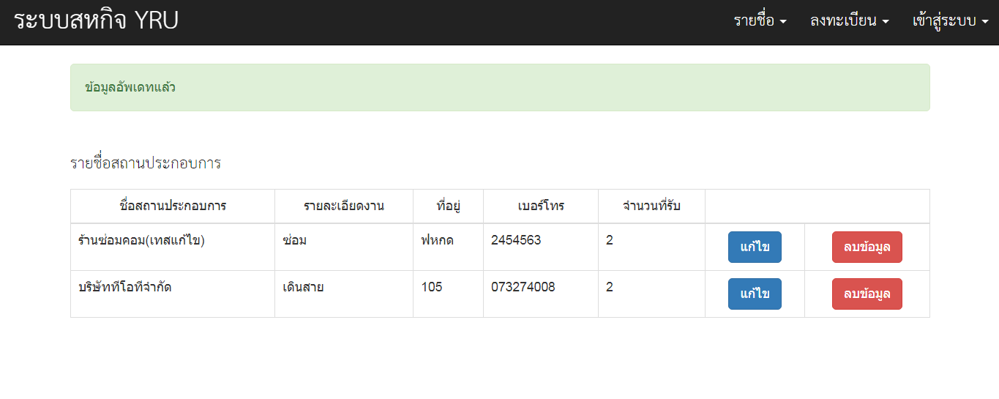 ระบบสหกิจ YRU รายชื่อ ลงทะเบียน เข้าสู่ระบบ
ข้อมูลอัพเดทแล้ว
รายชื่อสถานประกอบการ
ชื่อสถานประกอบการ รายละเอียดงาน ที่อยู่ เบอร์โทร จำนวนที่รับ
ร้านซ่อมคอม(เทสแก้ไข) ซ่อม ฟหกด 2454563 2 แก้ไข ลบข้อมูล
บริษัททีโอทีจำกัด เดินสาย 105 073274008 2 แก้ไข ลบข้อมูล